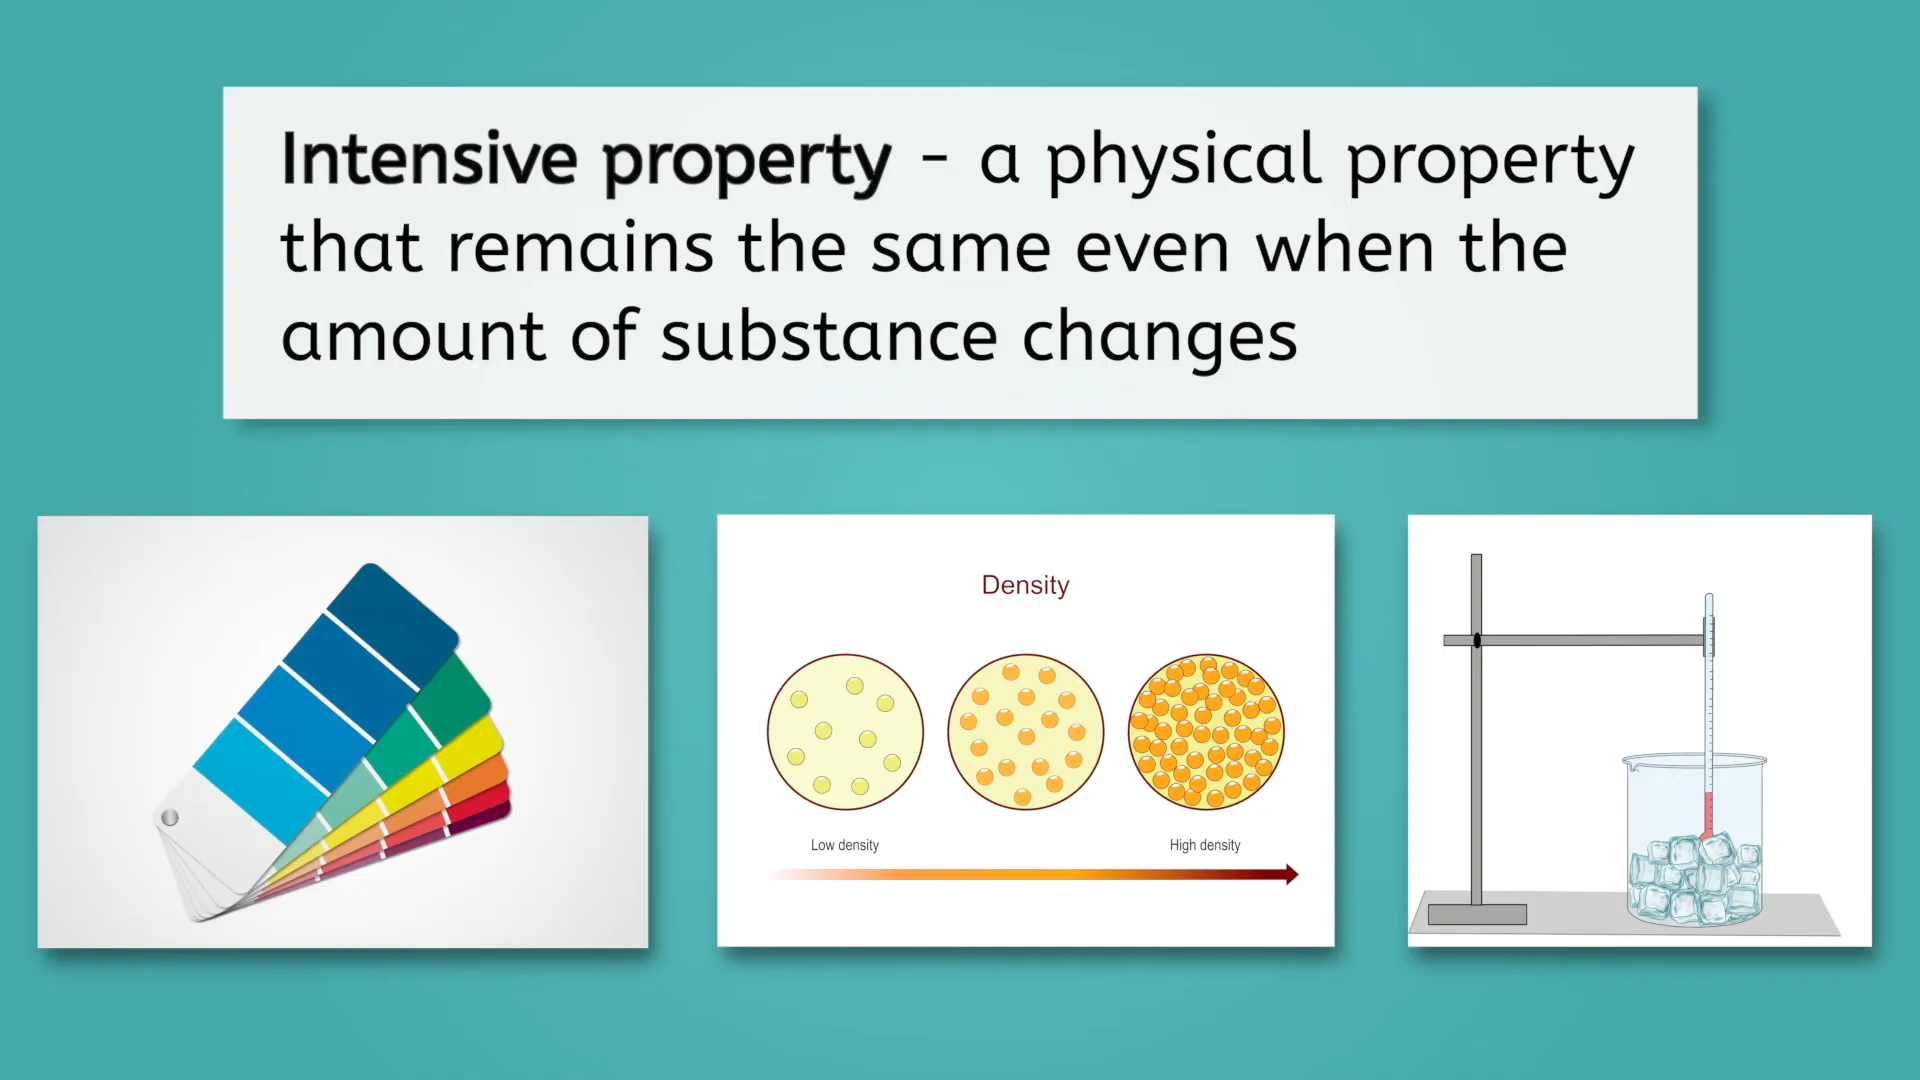 Intensive property - a physical property
that remains the same even when the
amount of substance changes
Density
Low density
High density